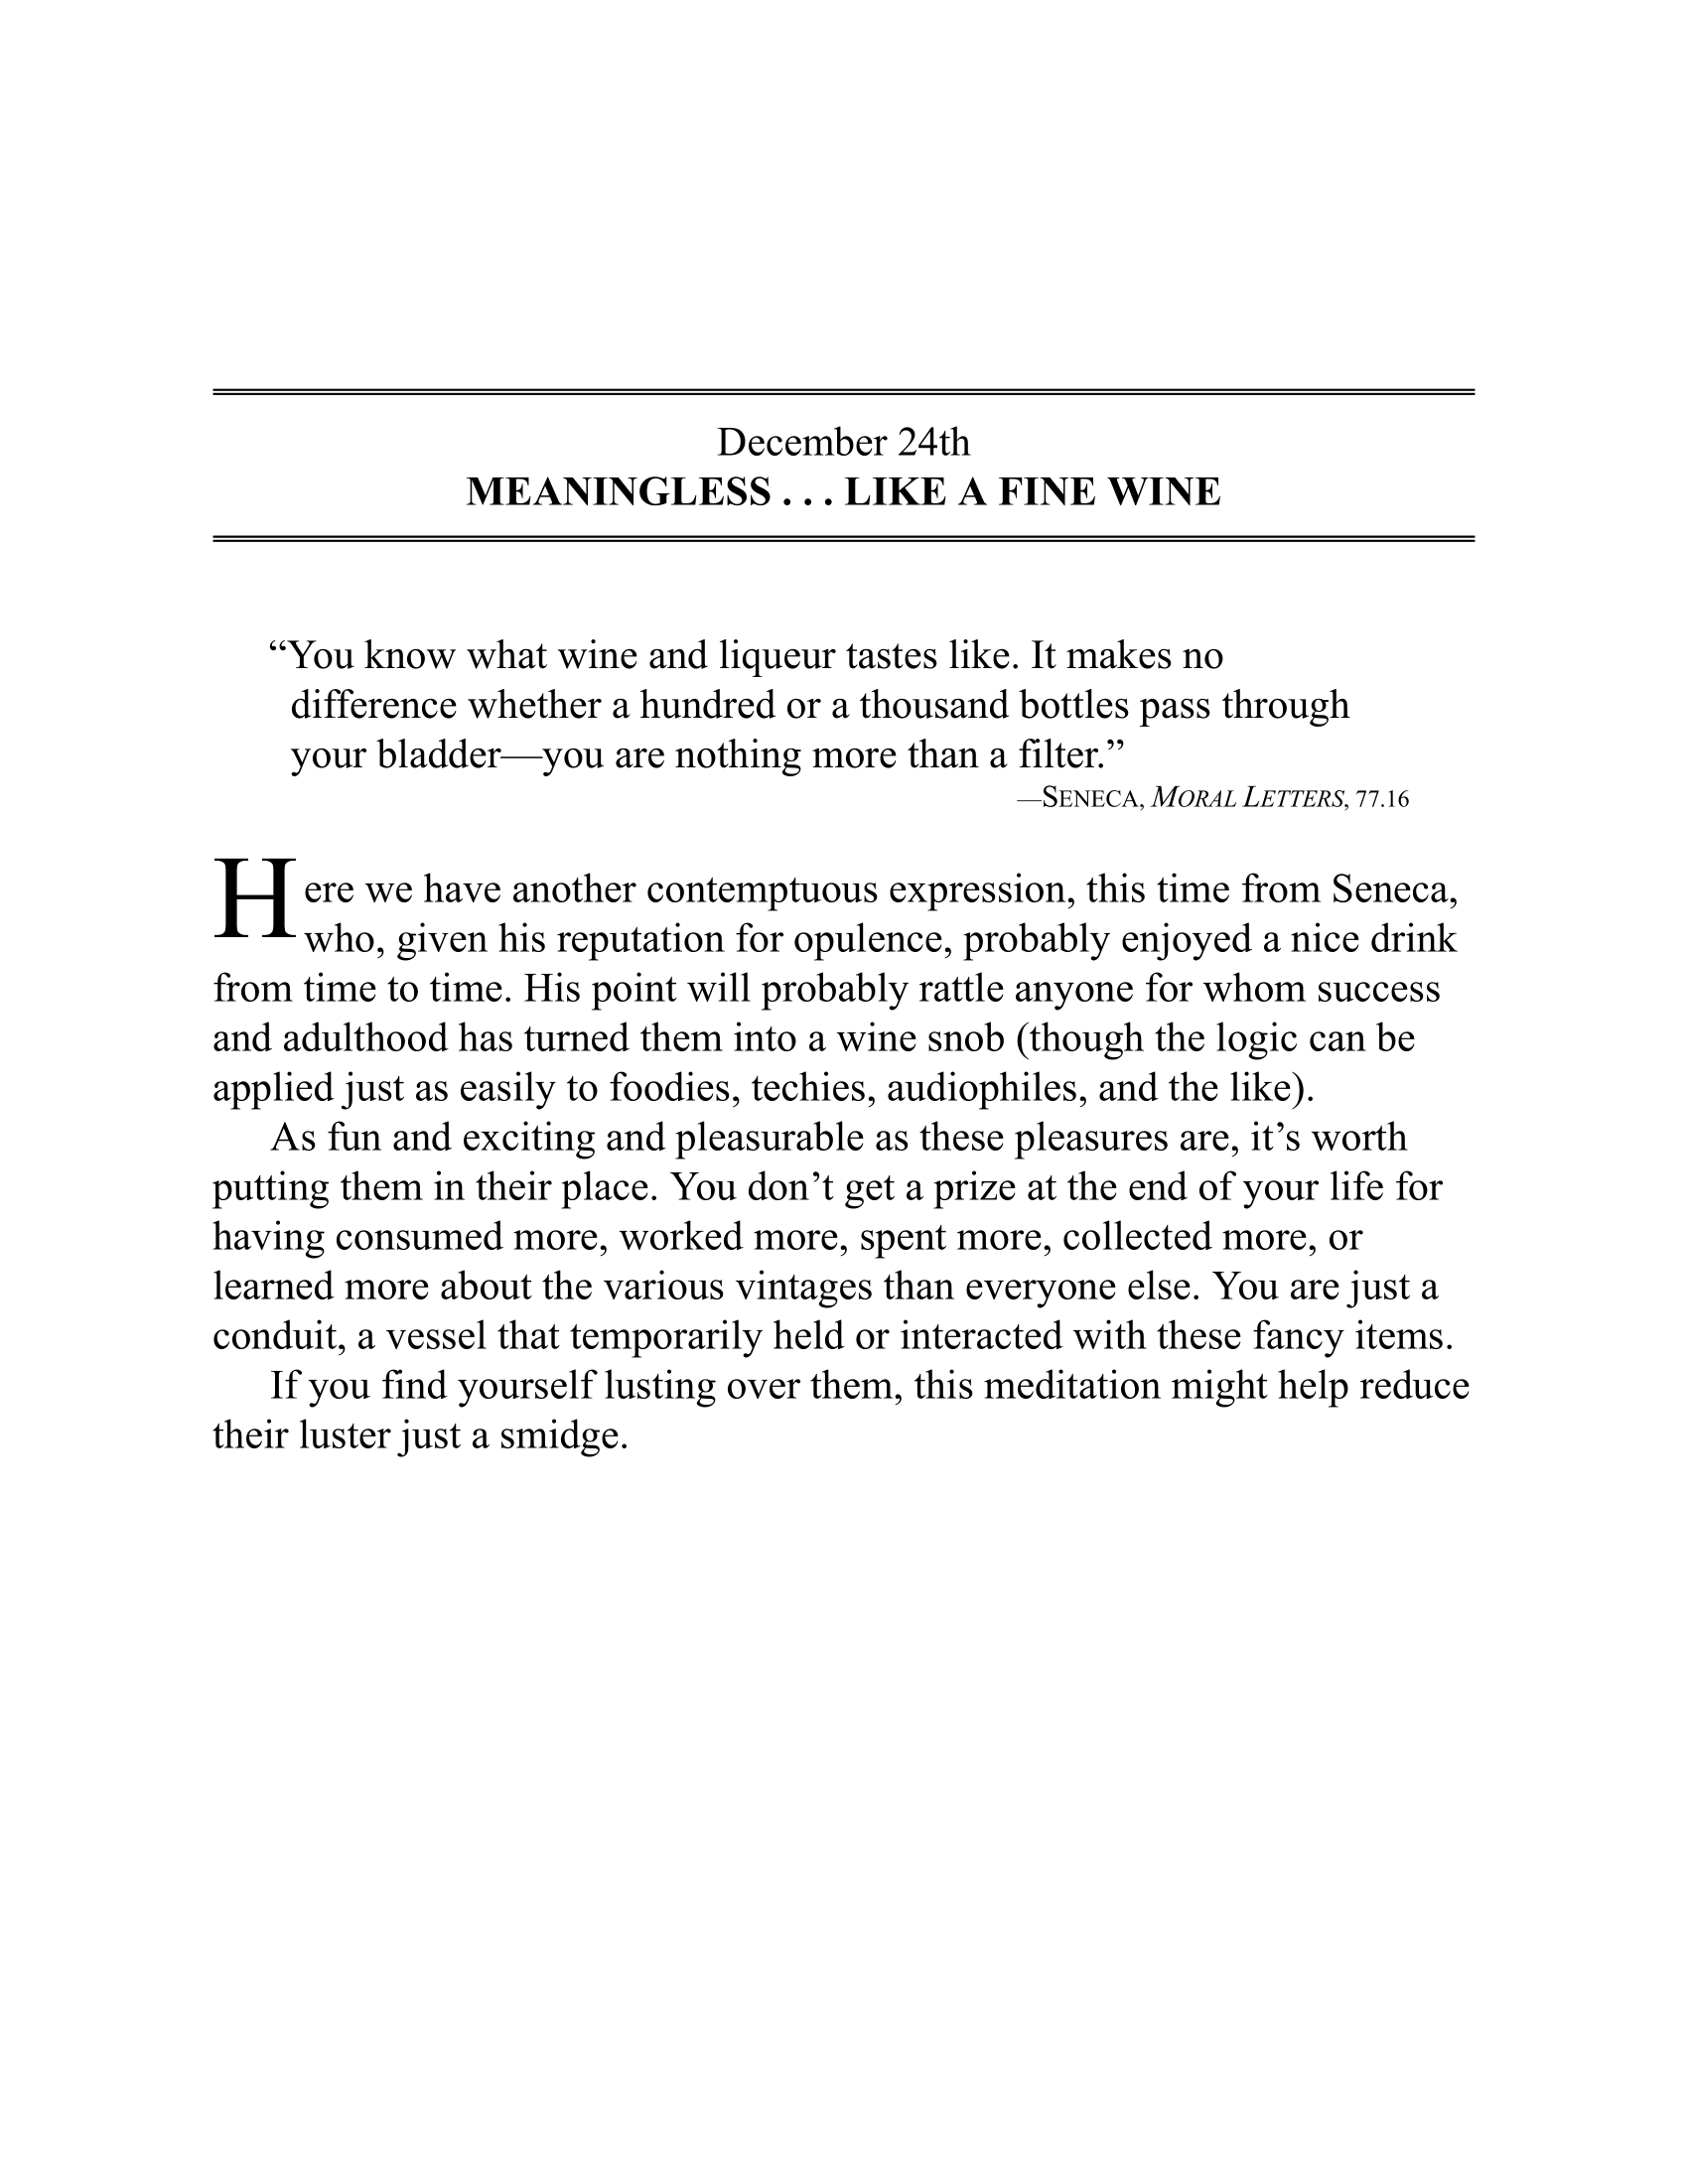 December 24th
MEANINGLESS . . . LIKE A FINE WINE
“You know what wine and liqueur tastes like. It makes no
difference whether a hundred or a thousand bottles pass through
your bladder—you are nothing more than a filter.”
—SENECA, MORAL LETTERS, 77.16
Here we have another contemptuous expression, this time from Seneca,
who, given his reputation for opulence, probably enjoyed a nice drink
from time to time. His point will probably rattle anyone for whom success
and adulthood has turned them into a wine snob (though the logic can be
applied just as easily to foodies, techies, audiophiles, and the like).
As fun and exciting and pleasurable as these pleasures are, it’s worth
putting them in their place. You don’t get a prize at the end of your life for
having consumed more, worked more, spent more, collected more, or
learned more about the various vintages than everyone else. You are just a
conduit, a vessel that temporarily held or interacted with these fancy items.
If you find yourself lusting over them, this meditation might help reduce
their luster just a smidge.